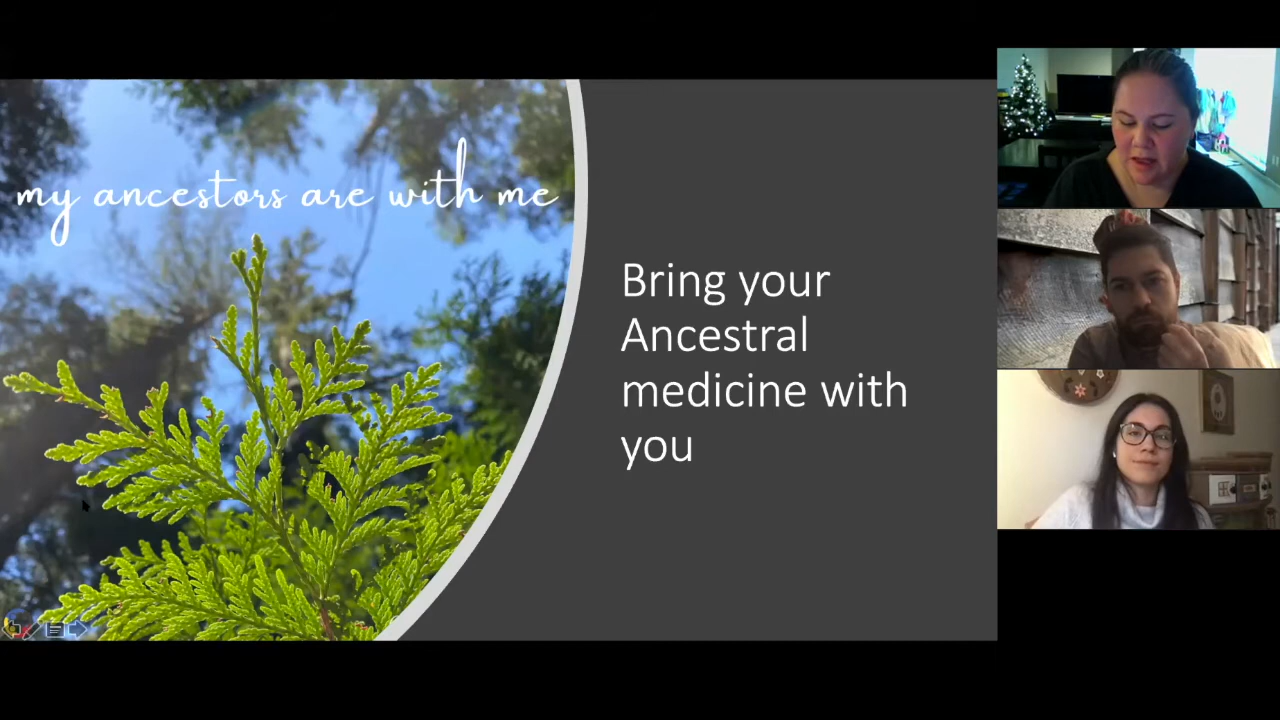 my ancestors are with me
Bring your
Ancestral
medicine with
you